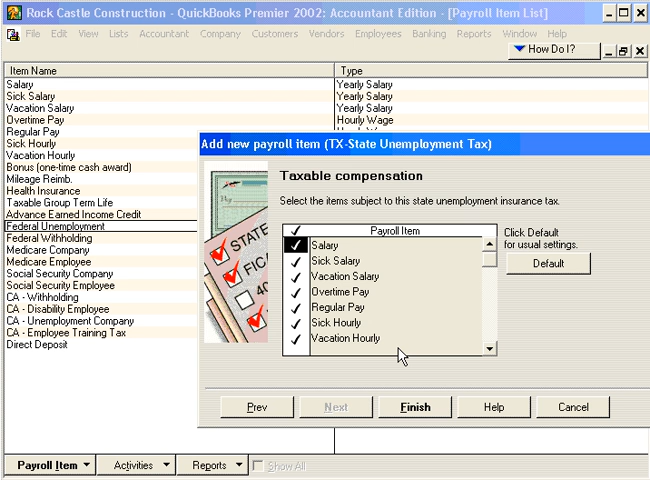 Rock Castle Construction - QuickBooks Premier 2002: Accountant Edition - [Payroll Item List]
File Edit View Lists Accountant Company Customers Vendors Employees Banking Reports Window Help
How Do I?
Item Name Type
Salary Yearly Salary
Sick Salary Yearly Salary
Vacation Salary Yearly Salary
Overtime Pay Hourly Wage
Regular Pay
Sick Hourly
Vacation Hourly
Bonus (one-time cash award)
Mileage Reimb.
Health Insurance
Taxable Group Term Life
Advance Earned Income Credit
Federal Unemployment
Federal Withholding
Medicare Company
Medicare Employee
Social Security Company
Social Security Employee
CA - Withholding
CA - Disability Employee
CA - Unemployment Company
CA - Employee Training Tax
Direct Deposit
Add new payroll item (TX-State Unemployment Tax)
Taxable compensation
Select the items subject to this state unemployment insurance tax.
STATE
FIC
40
Payroll Item
Salary
Sick Salary
Vacation Salary
Overtime Pay
Regular Pay
Sick Hourly
Vacation Hourly
Click Default
for usual settings.
Default
Prev Next Finish Help Cancel
Payroll Item Activities Reports Show All